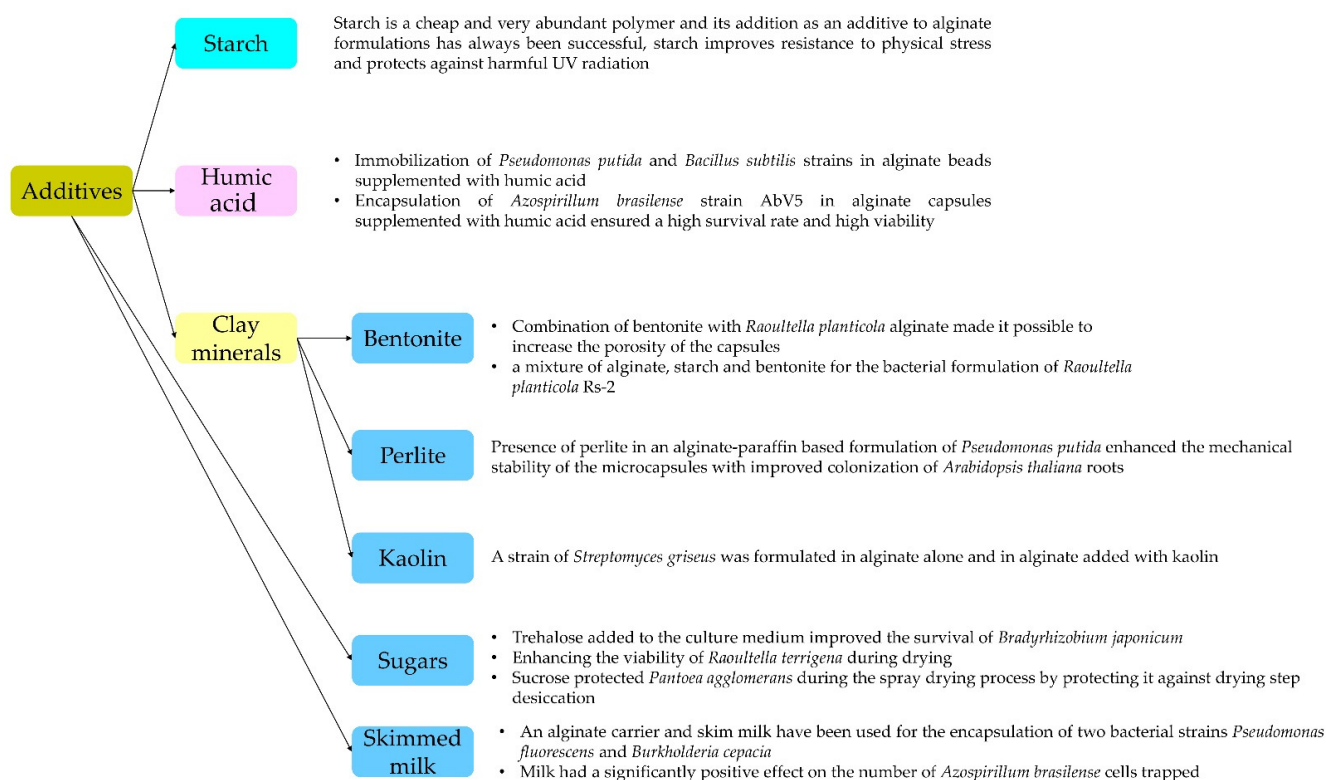 Starch
Starch is a cheap and very abundant polymer and its addition as an additive to alginate
formulations has always been successful, starch improves resistance to physical stress
and protects against harmful UV radiation
Additives
Humic
acid
• Immobilization of Pseudomonas putida and Bacillus subtilis strains in alginate beads
supplemented with humic acid
• Encapsulation of Azospirillum brasilense strain AbV5 in alginate capsules
supplemented with humic acid ensured a high survival rate and high viability
Clay
minerals
Bentonite
• Combination of bentonite with Raoultella planticola alginate made it possible to
increase the porosity of the capsules
• a mixture of alginate, starch and bentonite for the bacterial formulation of Raoultella
planticola Rs-2
Perlite
Presence of perlite in an alginate-paraffin based formulation of Pseudomonas putida enhanced the mechanical
stability of the microcapsules with improved colonization of Arabidopsis thaliana roots
Kaolin
A strain of Streptomyces griseus was formulated in alginate alone and in alginate added with kaolin
Sugars
• Trehalose added to the culture medium improved the survival of Bradyrhizobium japonicum
• Enhancing the viability of Raoultella terrigena during drying
• Sucrose protected Pantoea agglomerans during the spray drying process by protecting it against drying step
desiccation
Skimmed
milk
• An alginate carrier and skim milk have been used for the encapsulation of two bacterial strains Pseudomonas
fluorescens and Burkholderia cepacia
• Milk had a significantly positive effect on the number of Azospirillum brasilense cells trapped